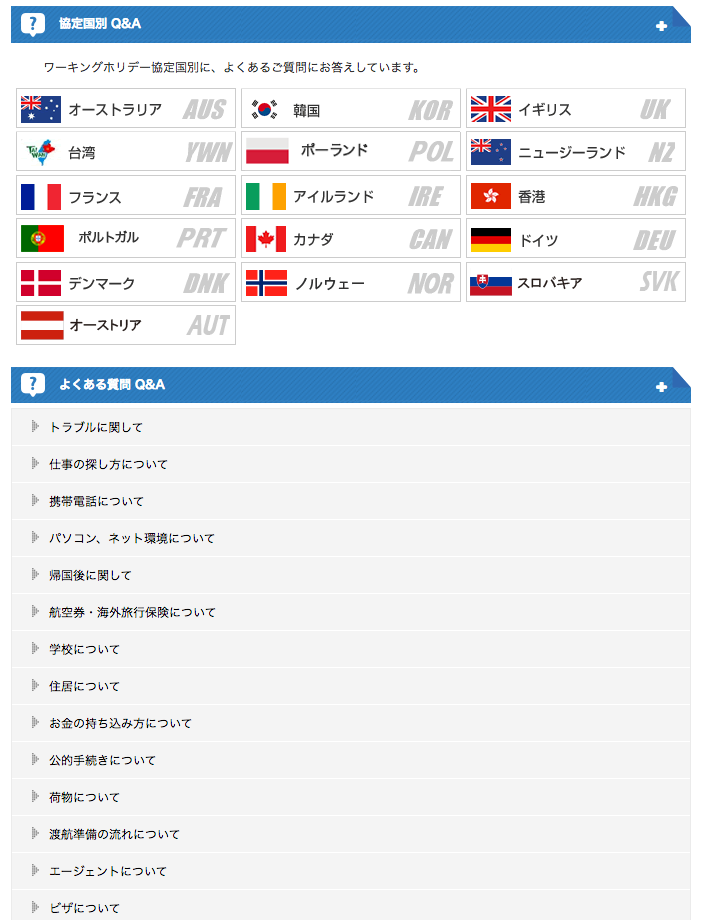 ? 協定国別 Q&A
ワーキングホリデー協定国別に、よくあるご質問にお答えしています。
オーストラリア AUS 韓国 KOR イギリス UK
TAIWAN 台湾 YWN ポーランド POL ニュージーランド NZ
フランス FRA アイルランド IRE 香港 HKG
ポルトガル PRT カナダ CAN ドイツ DEU
デンマーク DNK ノルウェー NOR スロバキア SVK
オーストリア AUT
? よくある質問 Q&A
トラブルに関して
仕事の探し方について
携帯電話について
パソコン、ネット環境について
帰国後に関して
航空券・海外旅行保険について
学校について
住居について
お金の持ち込み方について
公的手続きについて
荷物について
渡航準備の流れについて
エージェントについて
ビザについて